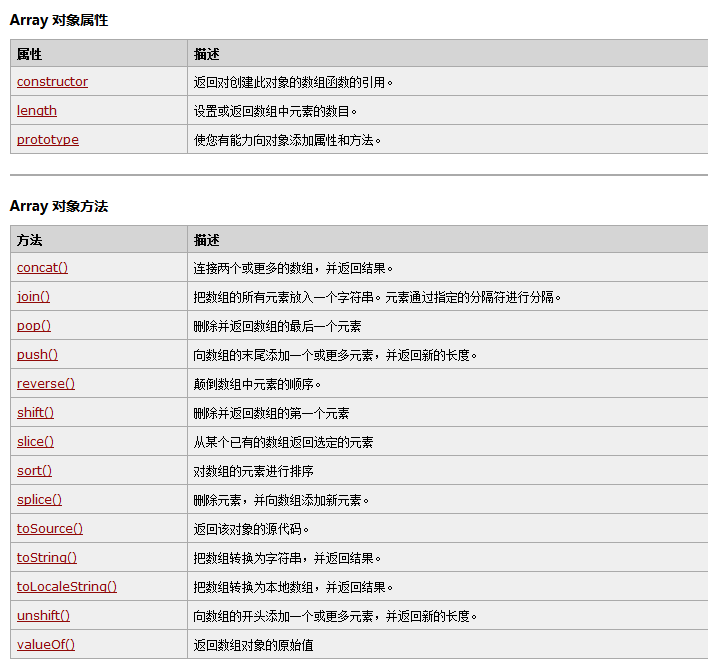 Array 对象属性
属性 描述
constructor 返回对创建此对象的数组函数的引用。
length 设置或返回数组中元素的数目。
prototype 使您有能力向对象添加属性和方法。
Array 对象方法
方法 描述
concat() 连接两个或更多的数组，并返回结果。
join() 把数组的所有元素放入一个字符串。元素通过指定的分隔符进行分隔。
pop() 删除并返回数组的最后一个元素
push() 向数组的末尾添加一个或更多元素，并返回新的长度。
reverse() 颠倒数组中元素的顺序。
shift() 删除并返回数组的第一个元素
slice() 从某个已有的数组返回选定的元素
sort() 对数组的元素进行排序
splice() 删除元素，并向数组添加新元素。
toSource() 返回该对象的源代码。
toString() 把数组转换为字符串，并返回结果。
toLocaleString() 把数组转换为本地数组，并返回结果。
unshift() 向数组的开头添加一个或更多元素，并返回新的长度。
valueOf() 返回数组对象的原始值